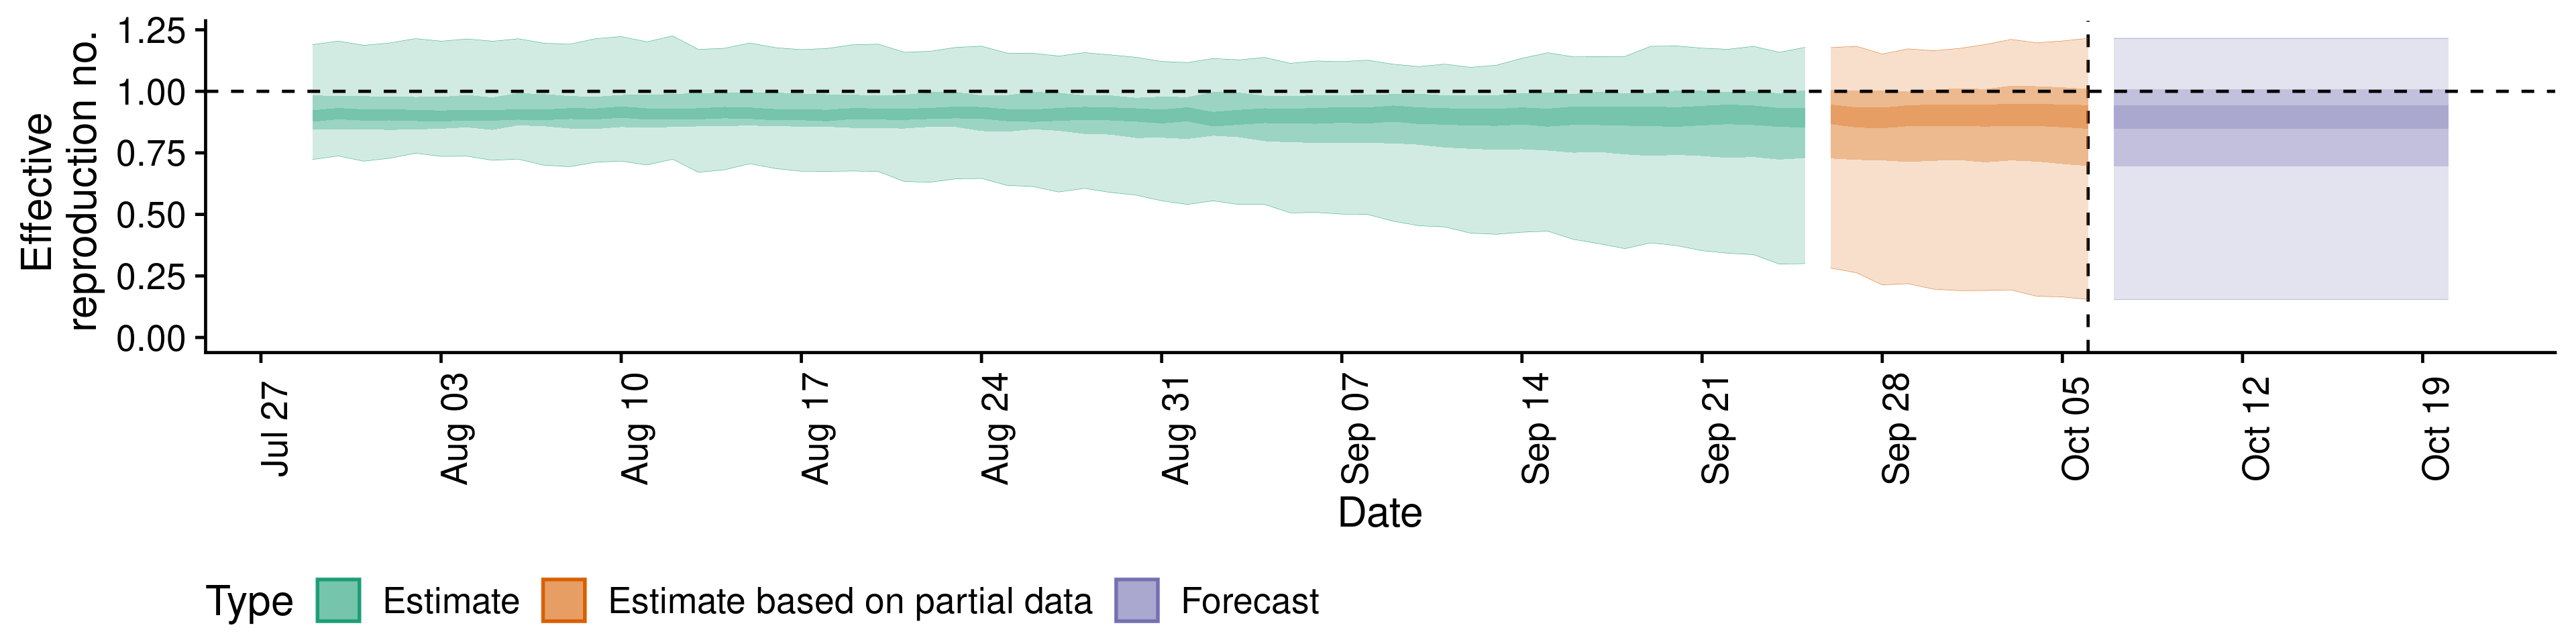 Effective
reproduction no.
1.25
1.00
0.75
0.50
0.25
0.00
Jul 27
Aug 03
Aug 10
Aug 17
Aug 24
Aug 31
Sep 07
Sep 14
Sep 21
Sep 28
Oct 05
Oct 12
Oct 19
Date
Type Estimate Estimate based on partial data Forecast